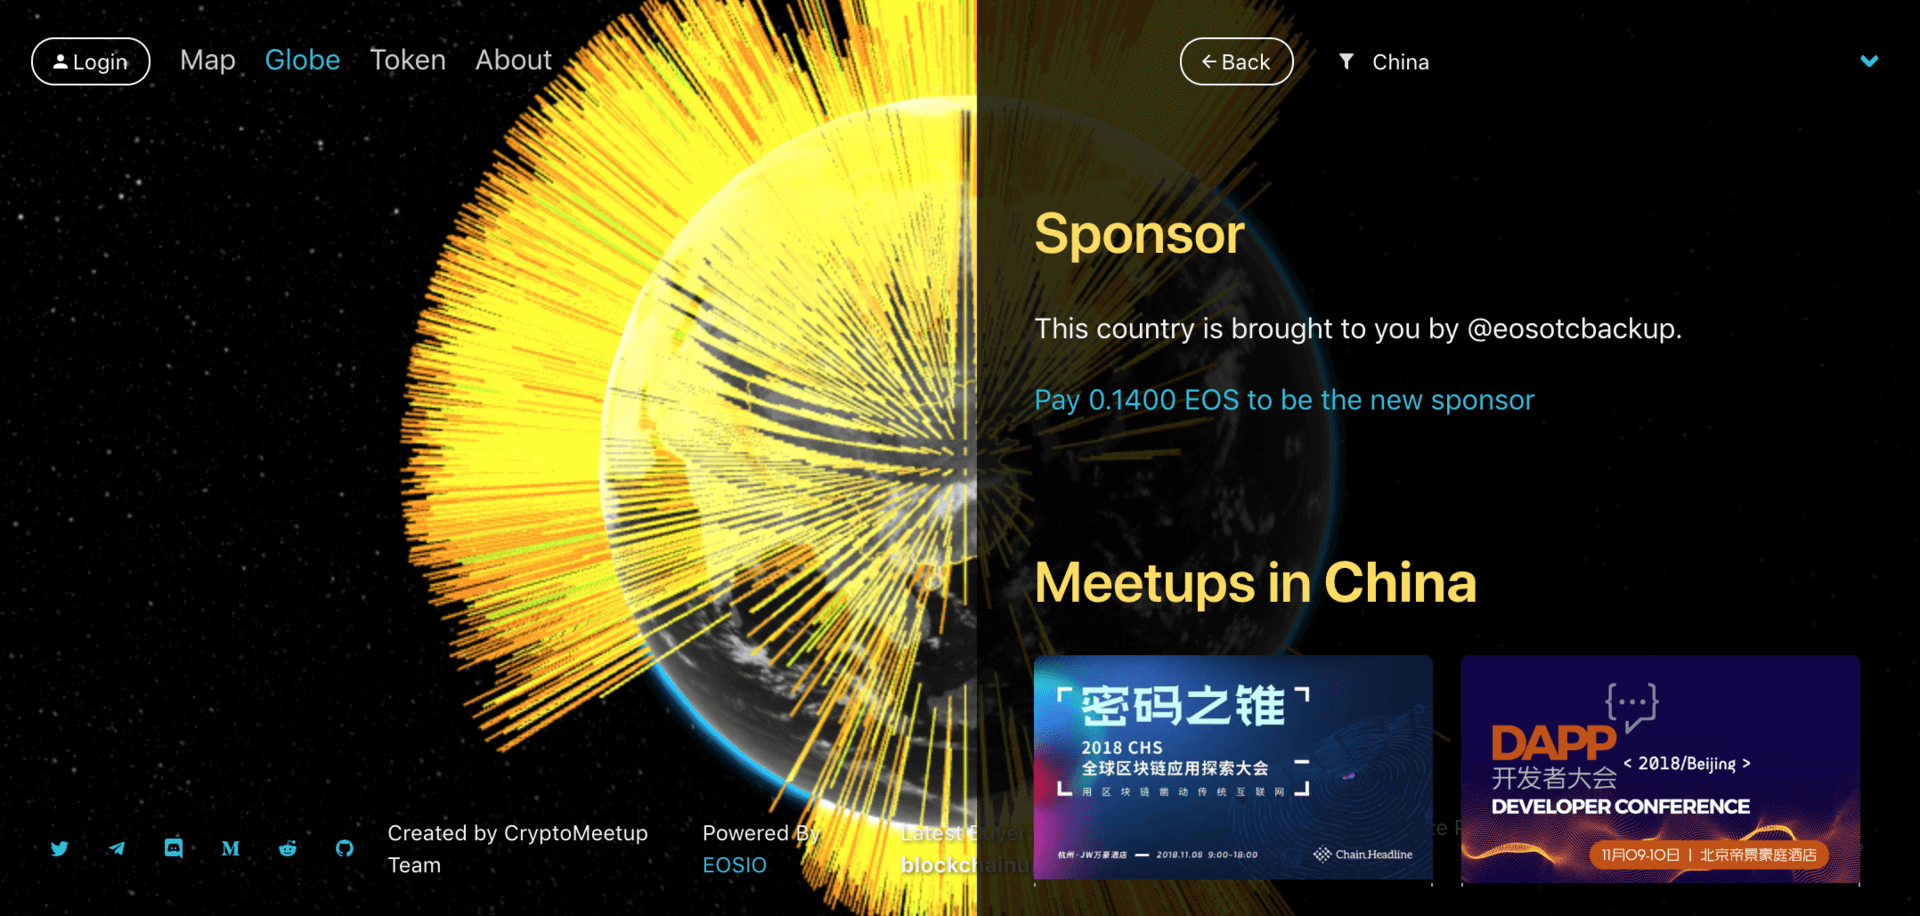 Login
Map
Globe
Token
About
Back
China
Sponsor
This country is brought to you by @eosotcbackup.
Pay 0.1400 EOS to be the new sponsor
Meetups in China
密码之锥
2018 CHS
全球区块链应用探索大会
用区块链凿动传统互联网
杭州·JW万豪酒店 — 2018.11.08 9:00-18:00
Chain.Headline
DAPP
开发者大会
< 2018/Beijing >
DEVELOPER CONFERENCE
11月09-10日 | 北京帝景豪庭酒店
Created by CryptoMeetup
Team
Powered By
EOSIO
Latest Buyer
blockchainu